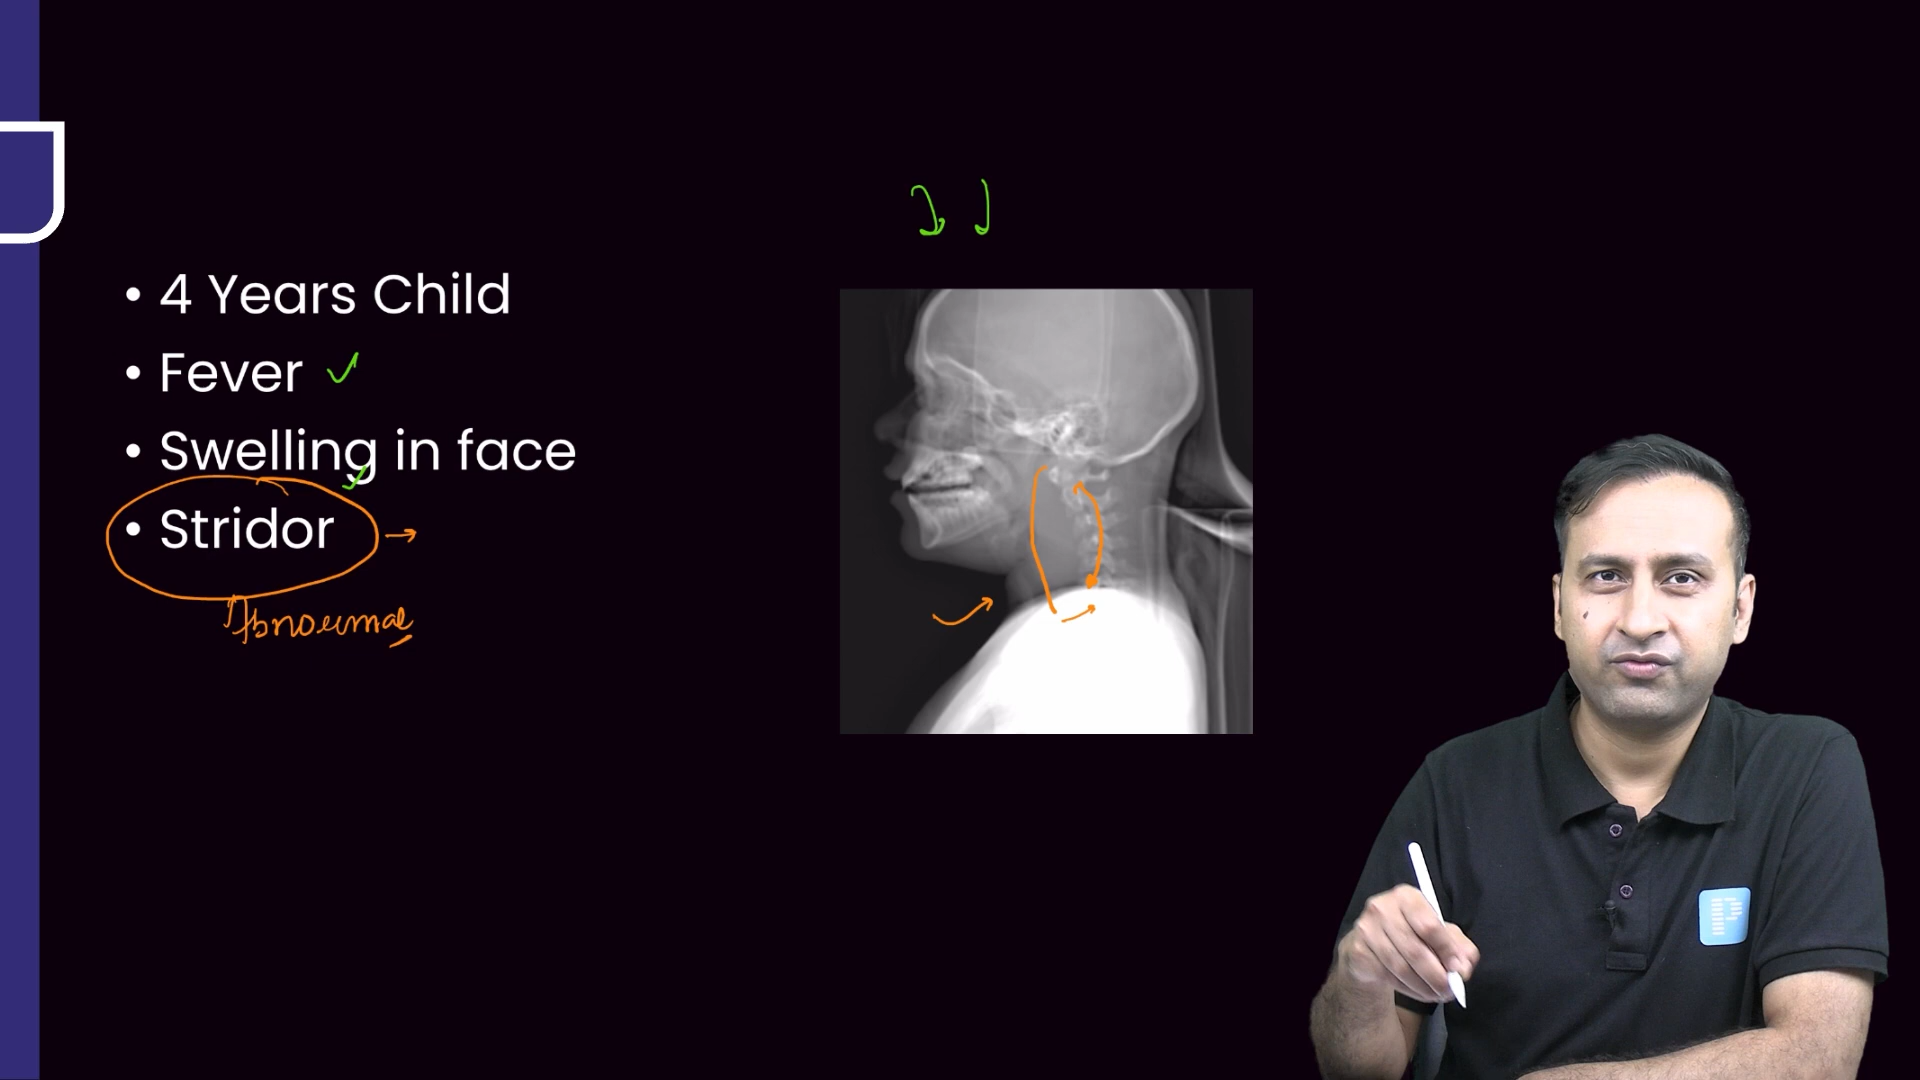 • 4 Years Child
• Fever
• Swelling in face
• Stridor
Abnormal
P